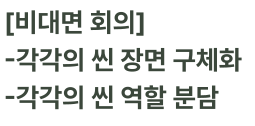 [비대면 회의]
-각각의 씬 장면 구체화
-각각의 씬 역할 분담